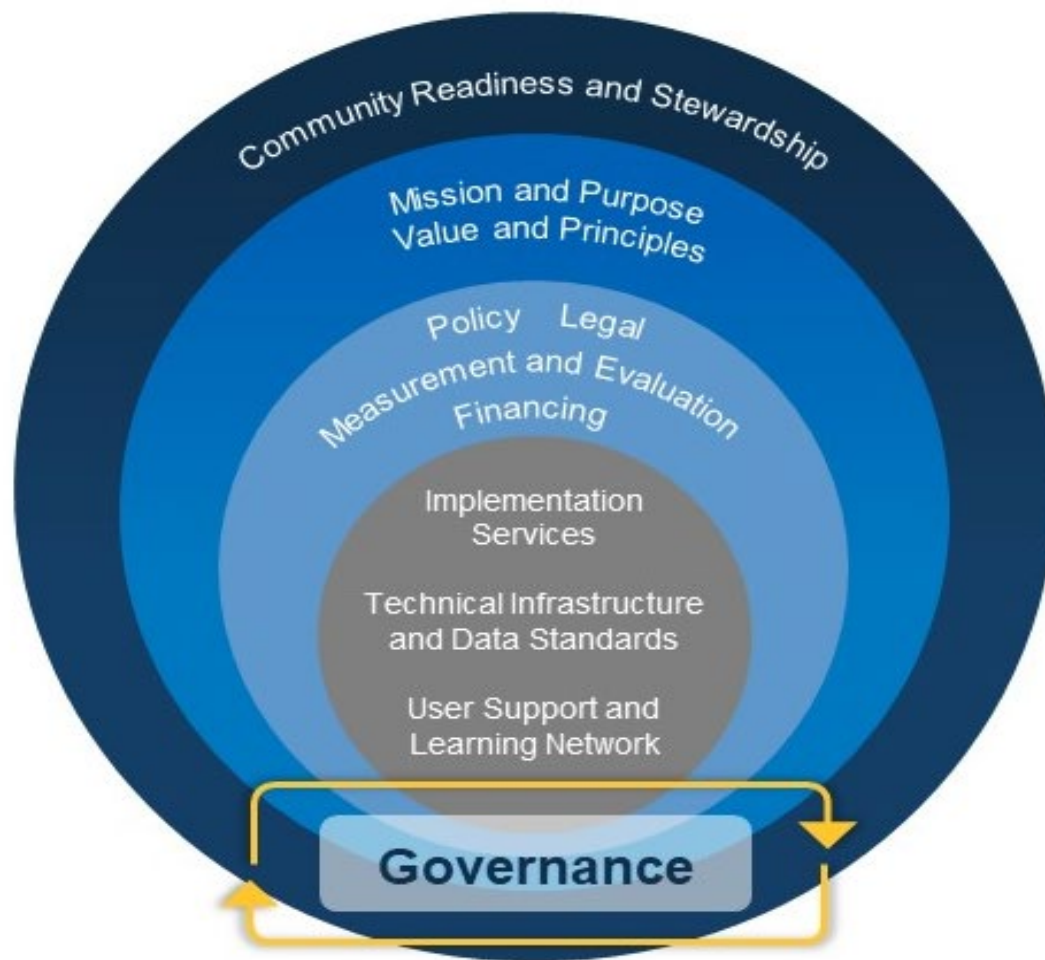 Community Readiness and Stewardship
Mission and Purpose
Value and Principles
Policy Legal
Measurement and Evaluation
Financing
Implementation
Services
Technical Infrastructure
and Data Standards
User Support and
Learning Network
Governance